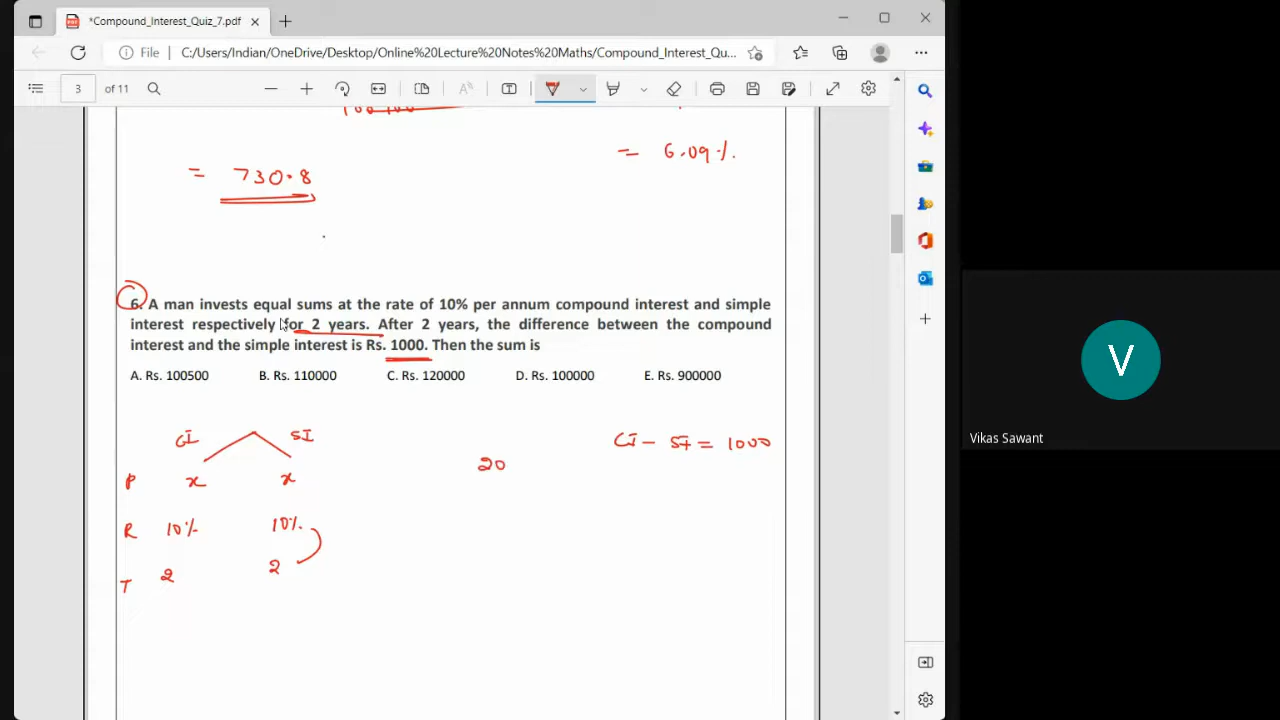 *Compound_Interest_Quiz_7.pdf
File C:/Users/Indian/OneDrive/Desktop/Online%20Lecture%20Notes%20Maths/Compound_Interest_Qu...
3 of 11
100 100
= 6.09%.
= 730.8
6. A man invests equal sums at the rate of 10% per annum compound interest and simple
interest respectively for 2 years. After 2 years, the difference between the compound
interest and the simple interest is Rs. 1000. Then the sum is
A. Rs. 100500 B. Rs. 110000 C. Rs. 120000 D. Rs. 100000 E. Rs. 900000
CI SI CI - SI = 1000
20
P x x
R 10% 10%.
T 2 2
V
Vikas Sawant